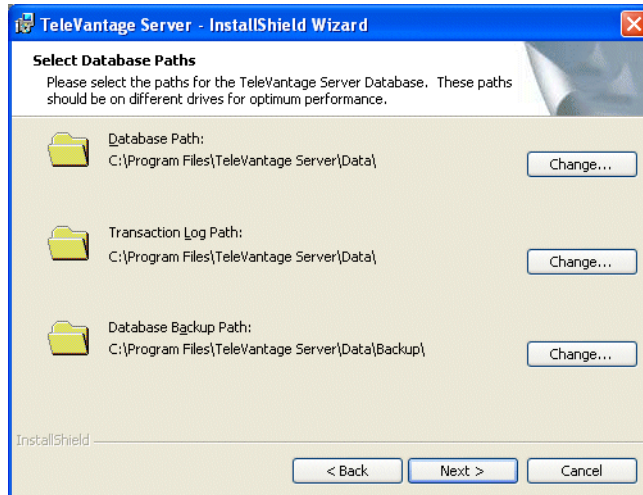 TeleVantage Server - InstallShield Wizard
Select Database Paths
Please select the paths for the TeleVantage Server Database. These paths
should be on different drives for optimum performance.
Database Path:
C:\Program Files\TeleVantage Server\Data\
Change...
Transaction Log Path:
C:\Program Files\TeleVantage Server\Data\
Change...
Database Backup Path:
C:\Program Files\TeleVantage Server\Data\Backup\
Change...
InstallShield
< Back
Next >
Cancel